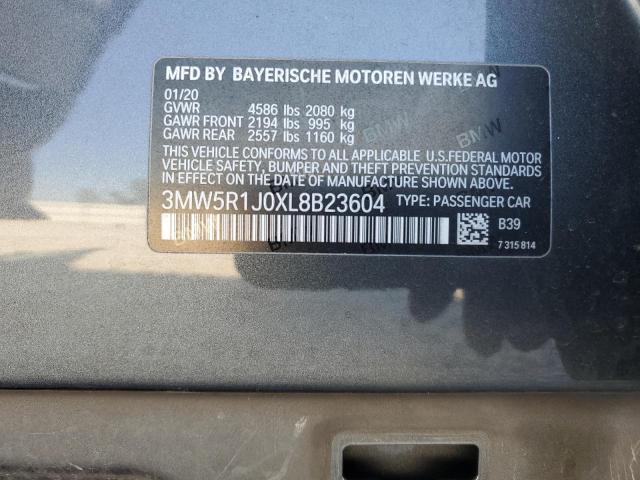 MFD BY BAYERISCHE MOTOREN WERKE AG
01/20
GVWR 4586 lbs 2080 kg
GAWR FRONT 2194 lbs 995 kg
GAWR REAR 2557 lbs 1160 kg
THIS VEHICLE CONFORMS TO ALL APPLICABLE U.S.FEDERAL MOTOR
VEHICLE SAFETY, BUMPER AND THEFT PREVENTION STANDARDS
IN EFFECT ON THE DATE OF MANUFACTURE SHOWN ABOVE.
3MW5R1J0XL8B23604 TYPE: PASSENGER CAR
B39
7 315 814